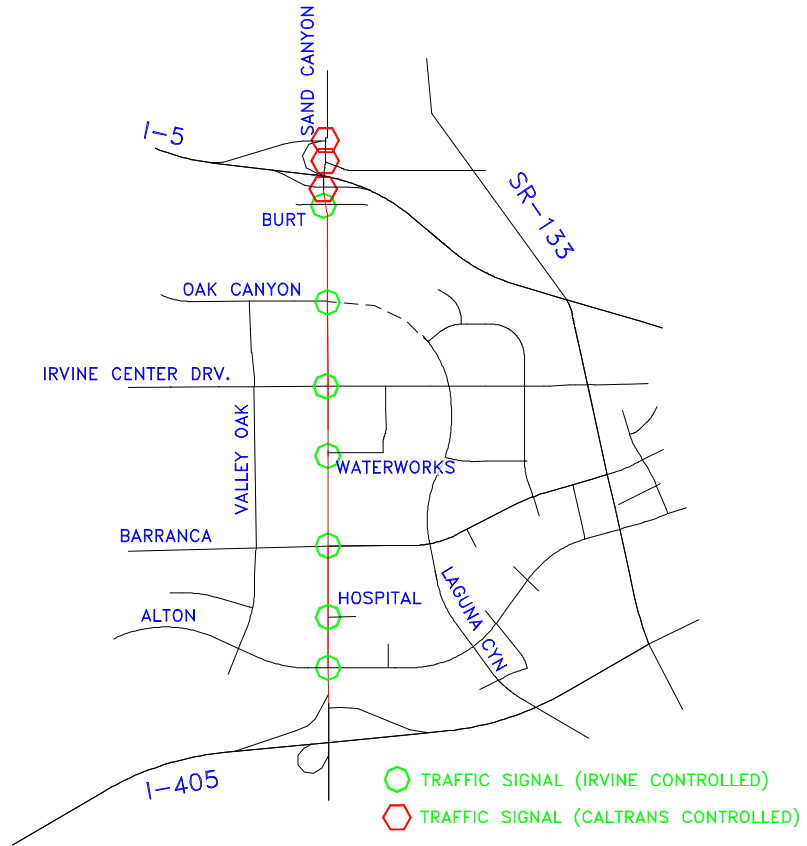 SAND CANYON
I-5
SR-133
BURT
OAK CANYON
IRVINE CENTER DRV.
VALLEY OAK
WATERWORKS
BARRANCA
LAGUNA CYN
HOSPITAL
ALTON
I-405
TRAFFIC SIGNAL (IRVINE CONTROLLED)
TRAFFIC SIGNAL (CALTRANS CONTROLLED)